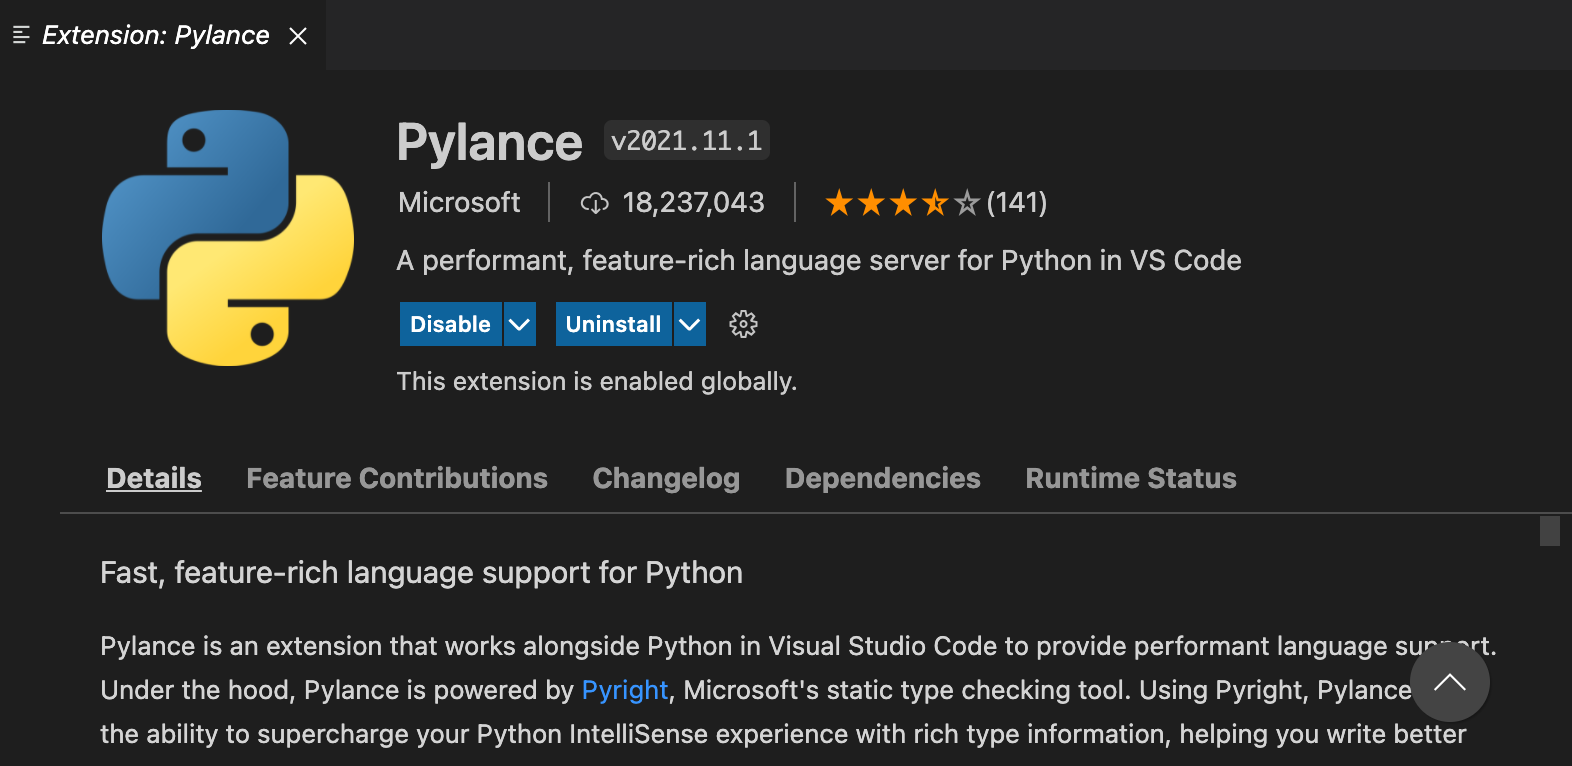 Extension: Pylance
Pylance v2021.11.1
Microsoft 18,237,043 (141)
A performant, feature-rich language server for Python in VS Code
Disable Uninstall
This extension is enabled globally.
Details Feature Contributions Changelog Dependencies Runtime Status
Fast, feature-rich language support for Python
Pylance is an extension that works alongside Python in Visual Studio Code to provide performant language support.
Under the hood, Pylance is powered by Pyright, Microsoft's static type checking tool. Using Pyright, Pylance
the ability to supercharge your Python IntelliSense experience with rich type information, helping you write better